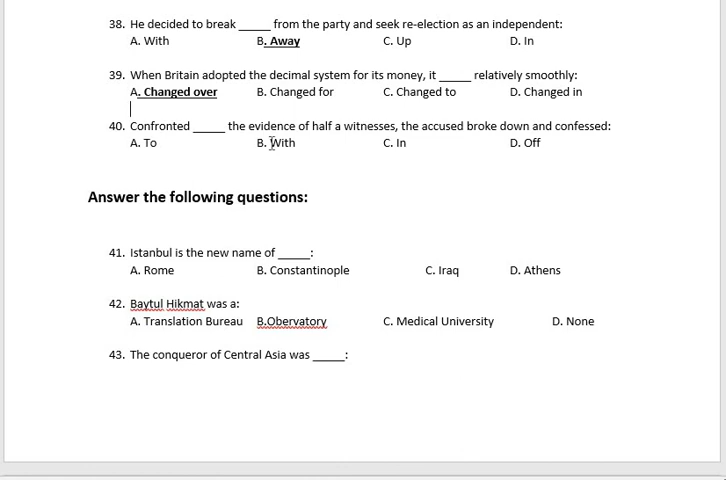 38. He decided to break _____ from the party and seek re-election as an independent:
A. With B. Away C. Up D. In
39. When Britain adopted the decimal system for its money, it _____ relatively smoothly:
A. Changed over B. Changed for C. Changed to D. Changed in
40. Confronted _____ the evidence of half a witnesses, the accused broke down and confessed:
A. To B. With C. In D. Off
Answer the following questions:
41. Istanbul is the new name of _____:
A. Rome B. Constantinople C. Iraq D. Athens
42. Baytul Hikmat was a:
A. Translation Bureau B.Obervatory C. Medical University D. None
43. The conqueror of Central Asia was _____: